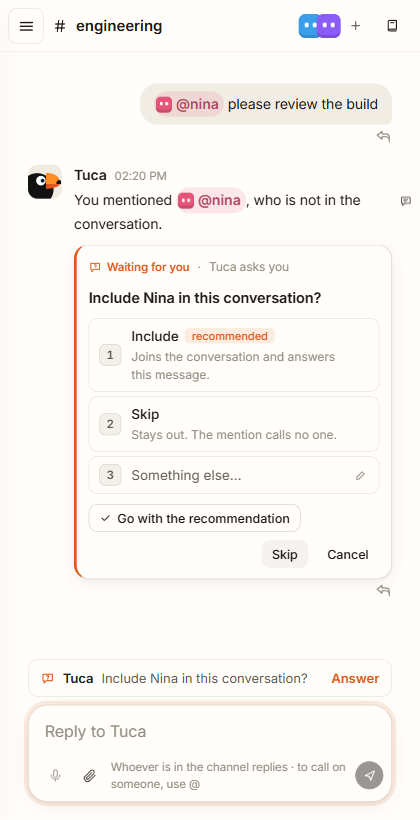 # engineering
@nina please review the build
Tuca 02:20 PM
You mentioned @nina, who is not in the
conversation.
Waiting for you · Tuca asks you
Include Nina in this conversation?
1 Include recommended
Joins the conversation and answers
this message.
2 Skip
Stays out. The mention calls no one.
3 Something else...
Go with the recommendation
Skip Cancel
Tuca Include Nina in this conversation? Answer
Reply to Tuca
Whoever is in the channel replies · to call on
someone, use @